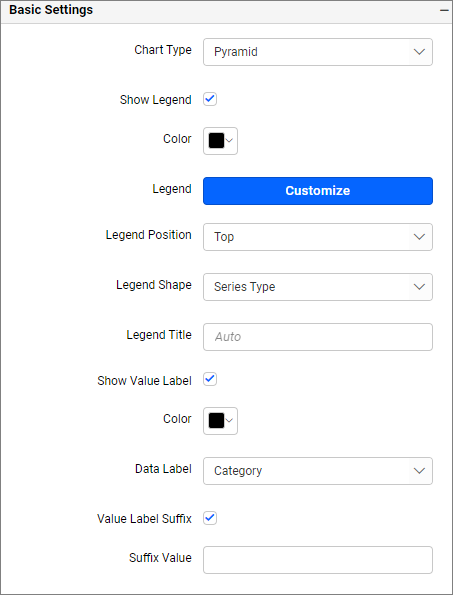 Basic Settings
Chart Type Pyramid
Show Legend
Color
Legend Customize
Legend Position Top
Legend Shape Series Type
Legend Title Auto
Show Value Label
Color
Data Label Category
Value Label Suffix
Suffix Value